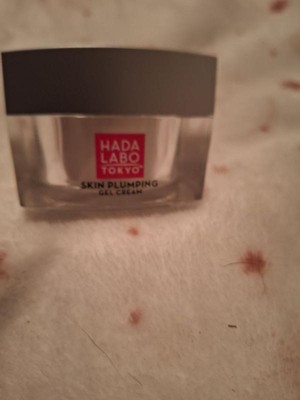 HADA
LABO
TOKYO
SKIN PLUMPING
GEL CREAM